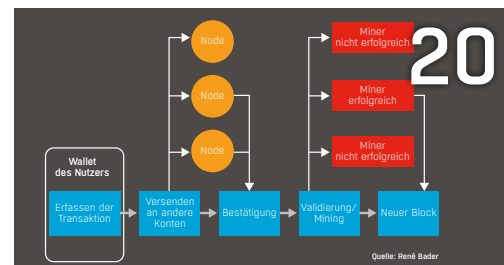 Node
Node
Node
Miner
nicht erfolgreich
Miner
erfolgreich
Miner
nicht erfolgreich
20
Wallet
des Nutzers
Erfassen der
Transaktion
Versenden
an andere
Konten
Bestätigung
Validierung/
Mining
Neuer Block
Quelle: René Bader